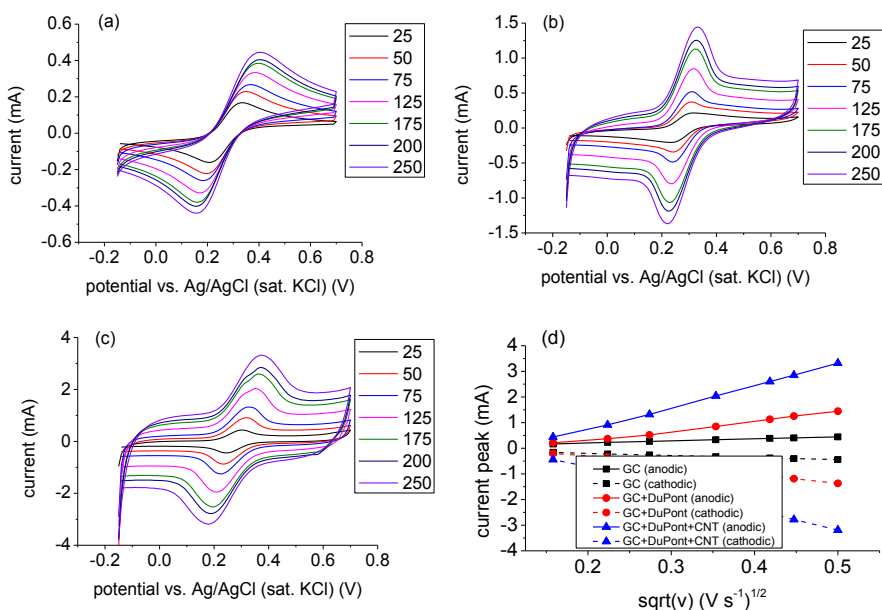 (a)
0.6
0.4
0.2
0.0
-0.2
-0.4
-0.6
current (mA)
-0.2 0.0 0.2 0.4 0.6 0.8
potential vs. Ag/AgCl (sat. KCl) (V)
25
50
75
125
175
200
250
(b)
1.5
1.0
0.5
0.0
-0.5
-1.0
-1.5
current (mA)
-0.2 0.0 0.2 0.4 0.6 0.8
potential vs. Ag/AgCl (sat. KCl) (V)
25
50
75
125
175
200
250
(c)
4
2
0
-2
-4
current (mA)
-0.2 0.0 0.2 0.4 0.6 0.8
potential vs. Ag/AgCl (sat. KCl) (V)
25
50
75
125
175
200
250
(d)
4
3
2
1
0
1
2
3
4
current peak (mA)
GC (anodic)
GC (cathodic)
GC+DuPont (anodic)
GC+DuPont (cathodic)
GC+DuPont+CNT (anodic)
GC+DuPont+CNT (cathodic)
0.2 0.3 0.4 0.5
sqrt(v) (V s⁻¹)¹/²